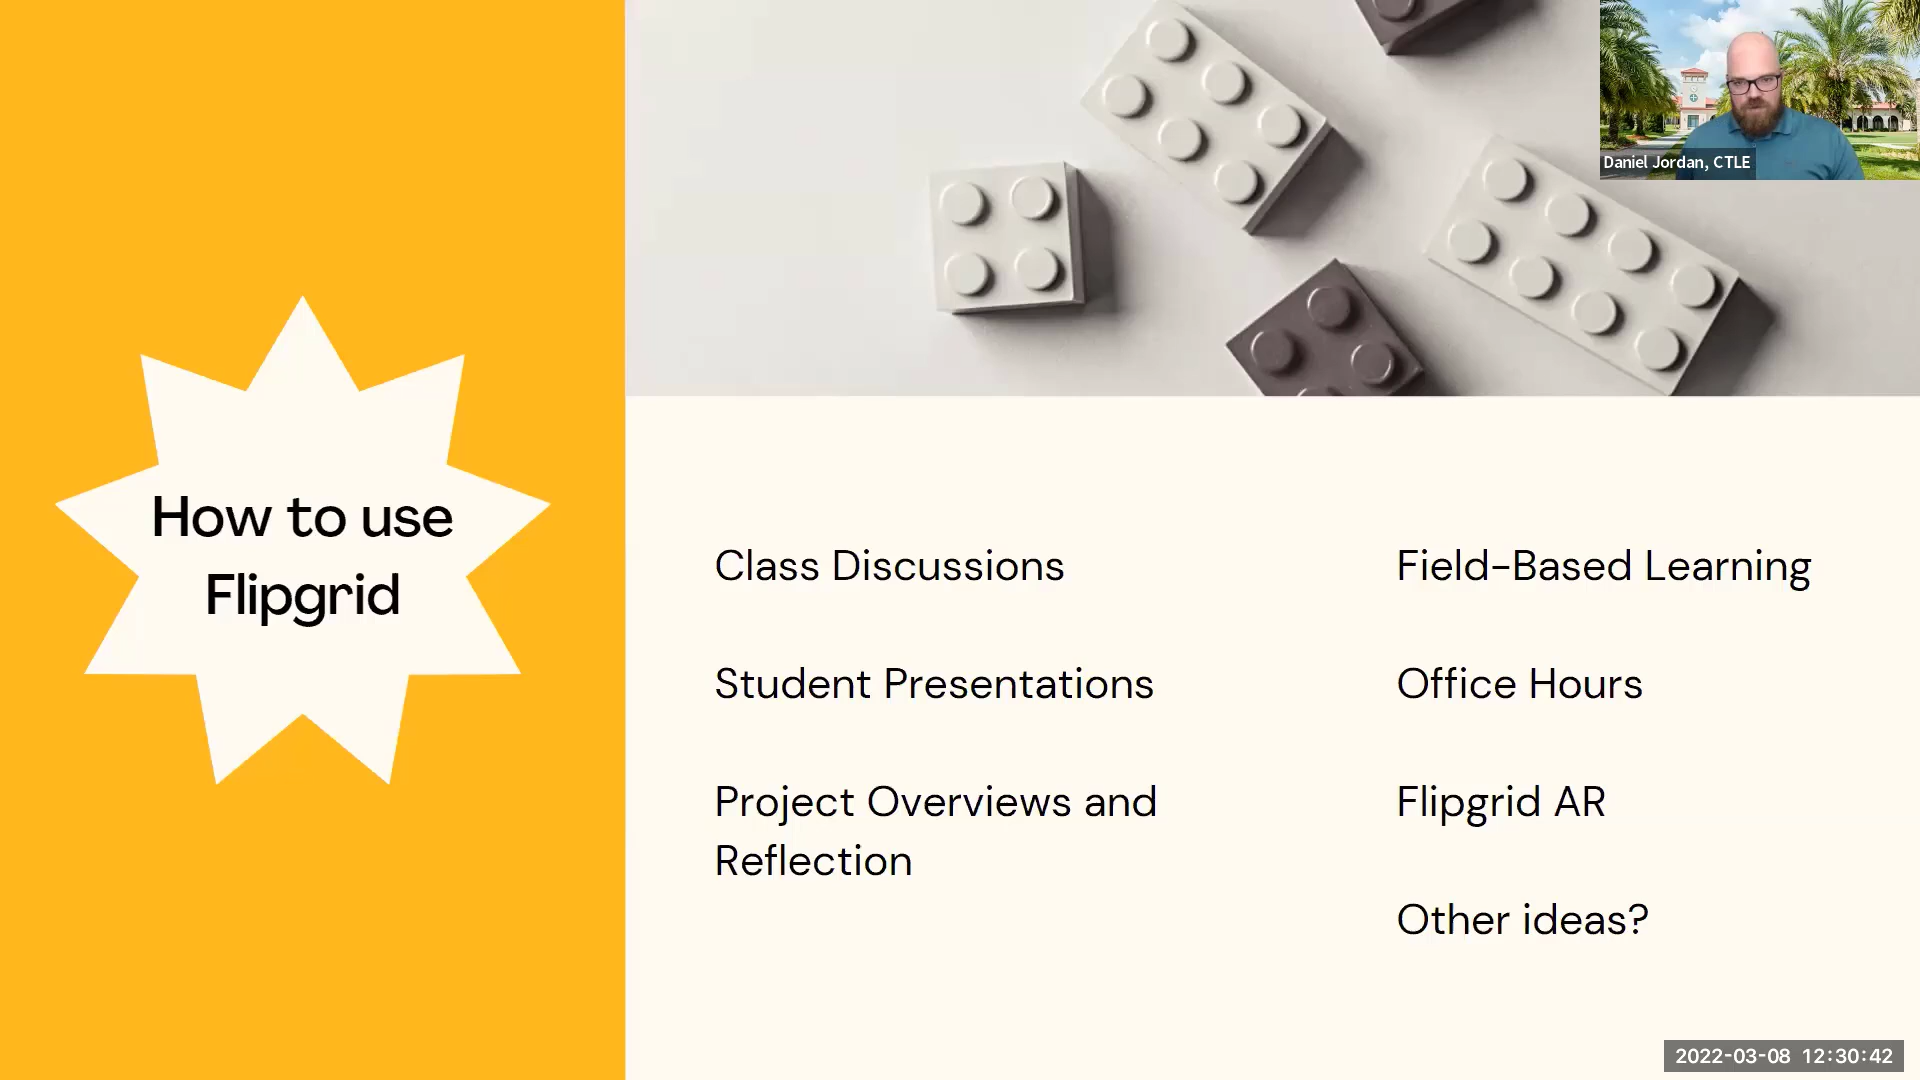 Daniel Jordan, CTLE
How to use
Flipgrid
Class Discussions
Student Presentations
Project Overviews and
Reflection
Field-Based Learning
Office Hours
Flipgrid AR
Other ideas?
2022-03-08 12:30:42